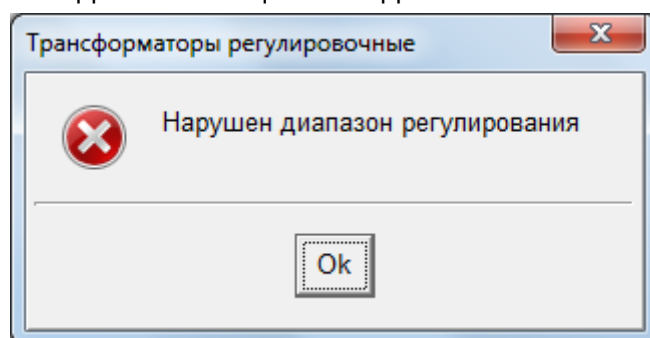 Трансформаторы регулировочные
Нарушен диапазон регулирования
Ok